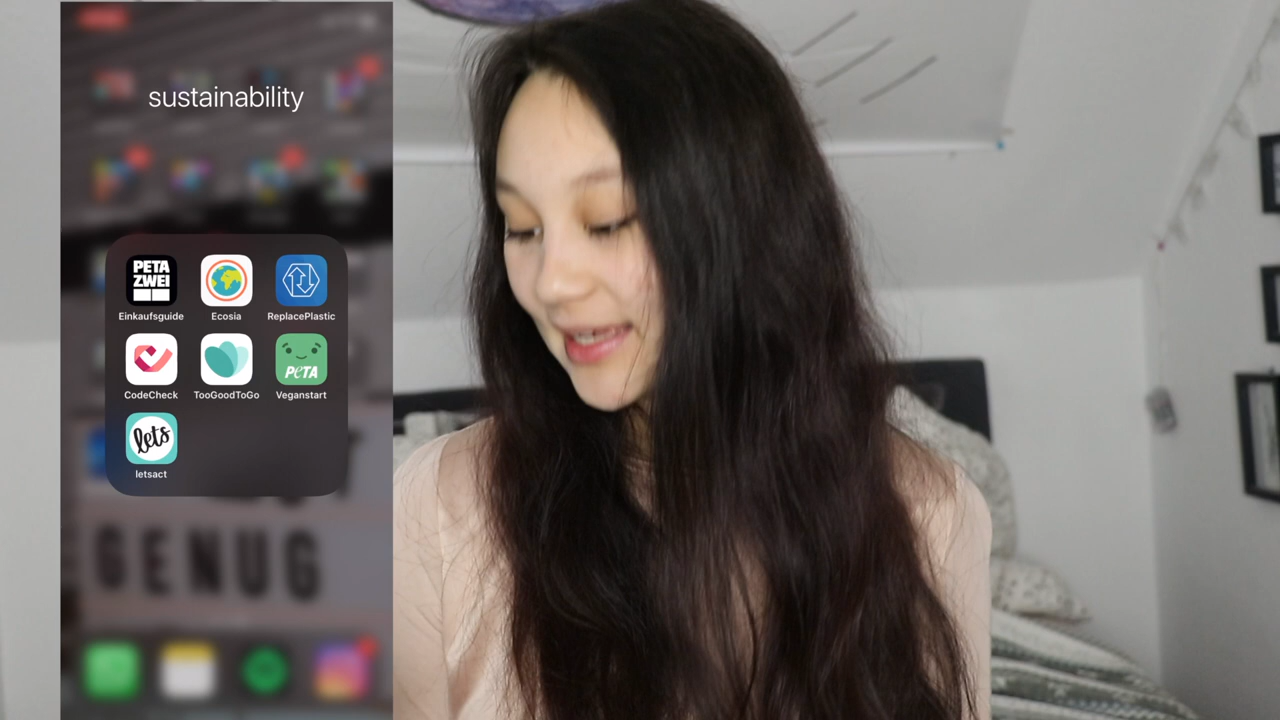 sustainability
PETA
ZWEI
Einkaufsguide
Ecosia
ReplacePlastic
CodeCheck
TooGoodToGo
PETA
Veganstart
lets
letsact
GENUG